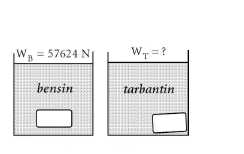 W_B = 57624 N
W_T = ?
bensin
tarbantin